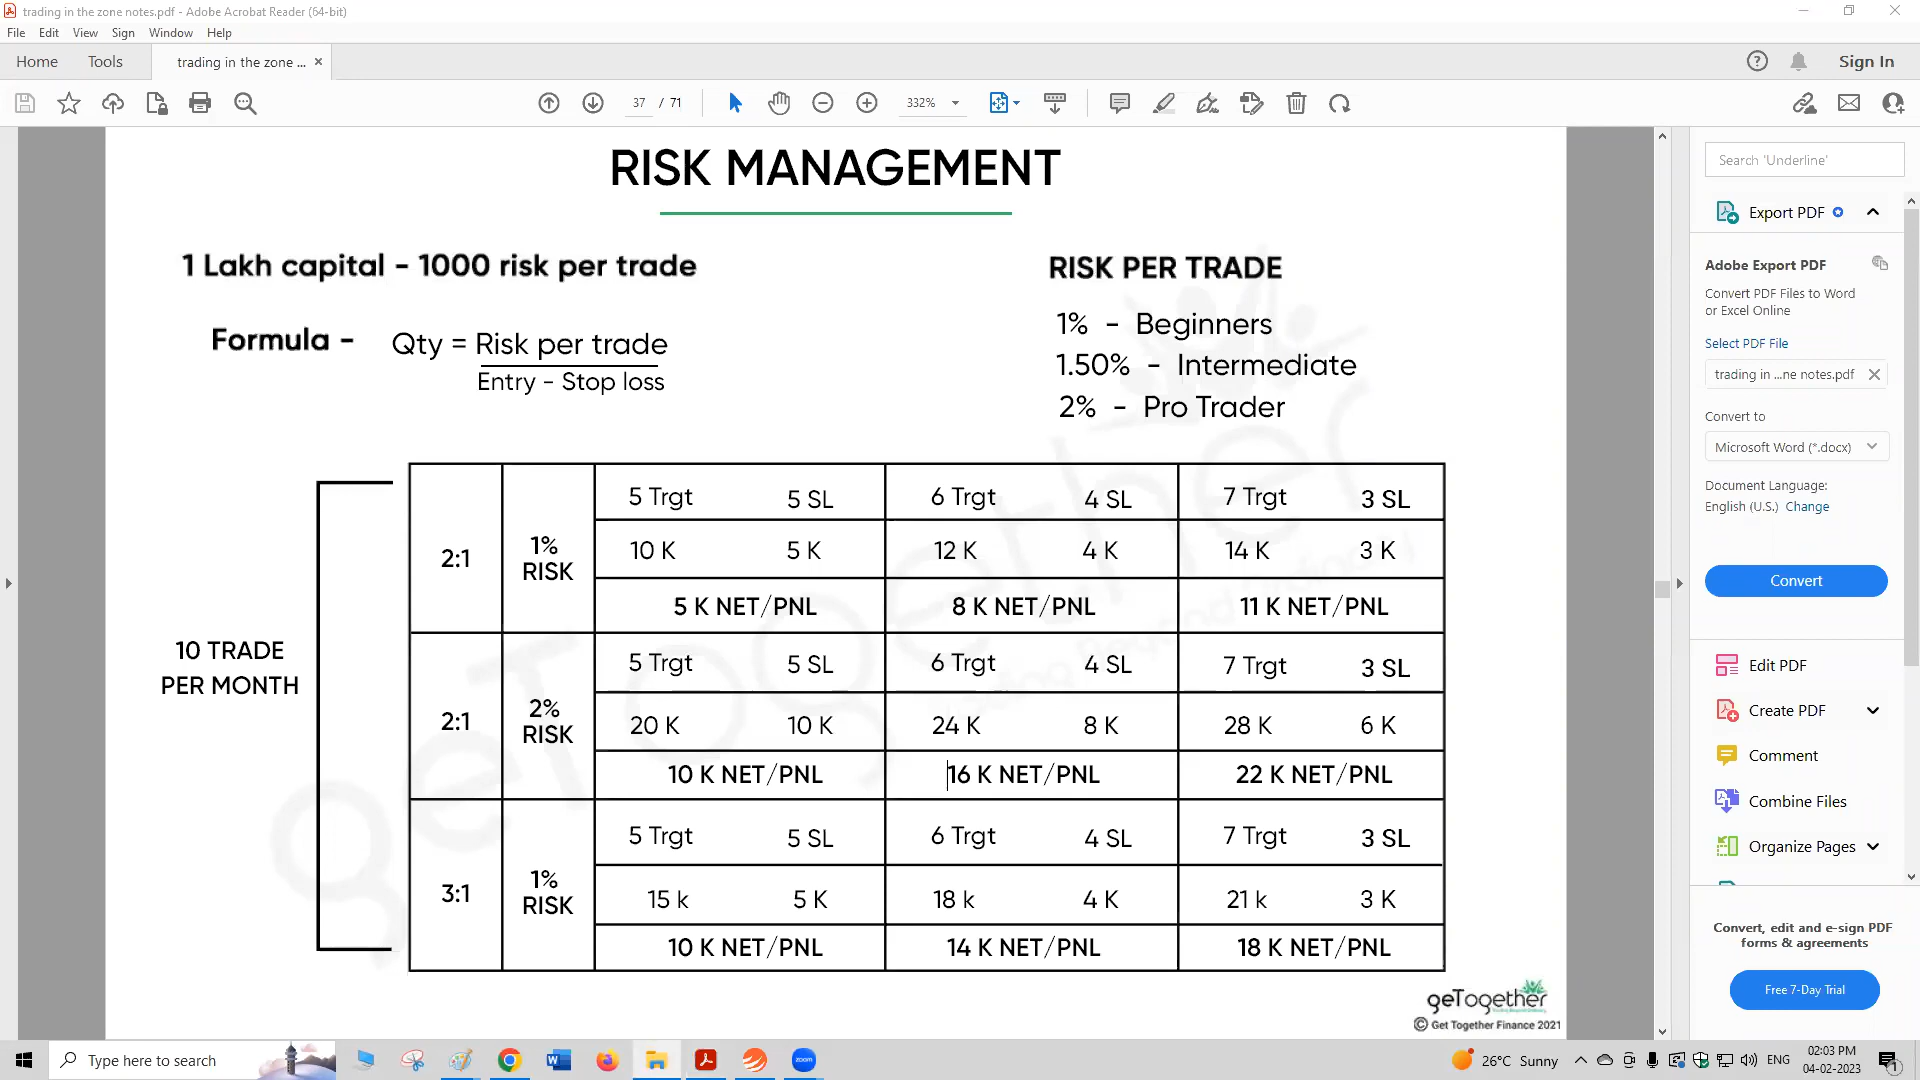 trading in the zone notes.pdf - Adobe Acrobat Reader (64-bit)
File Edit View Sign Window Help
Home Tools trading in the zone ... × Sign In
37 / 71 332%
RISK MANAGEMENT
1 Lakh capital - 1000 risk per trade
Formula - Qty = Risk per trade
Entry - Stop loss
RISK PER TRADE
1% - Beginners
1.50% - Intermediate
2% - Pro Trader
10 TRADE
PER MONTH
2:1
1%
RISK
5 Trgt 5 SL 6 Trgt 4 SL 7 Trgt 3 SL
10 K 5 K 12 K 4 K 14 K 3 K
5 K NET/PNL 8 K NET/PNL 11 K NET/PNL
2:1
2%
RISK
5 Trgt 5 SL 6 Trgt 4 SL 7 Trgt 3 SL
20 K 10 K 24 K 8 K 28 K 6 K
10 K NET/PNL 16 K NET/PNL 22 K NET/PNL
3:1
1%
RISK
5 Trgt 5 SL 6 Trgt 4 SL 7 Trgt 3 SL
15 k 5 K 18 k 4 K 21 k 3 K
10 K NET/PNL 14 K NET/PNL 18 K NET/PNL
geTogether
geTogether
© Get Together Finance 2021
Search 'Underline'
Export PDF
Adobe Export PDF
Convert PDF Files to Word
or Excel Online
Select PDF File
trading in ...ne notes.pdf
Convert to
Microsoft Word (*.docx)
Document Language:
English (U.S.) Change
Convert
Edit PDF
Create PDF
Comment
Combine Files
Organize Pages
Convert, edit and e-sign PDF
forms & agreements
Free 7-Day Trial
Type here to search
zoom
26°C Sunny
ENG
02:03 PM
04-02-2023
1